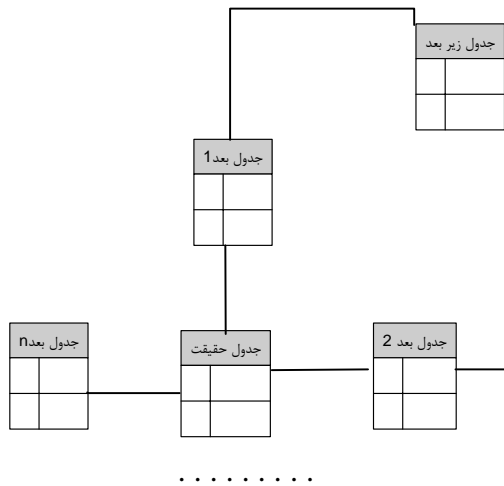 جدول زیر بعد
جدول بعد1
جدول بعدn
جدول حقیقت
جدول بعد 2
. . . . . . . . .